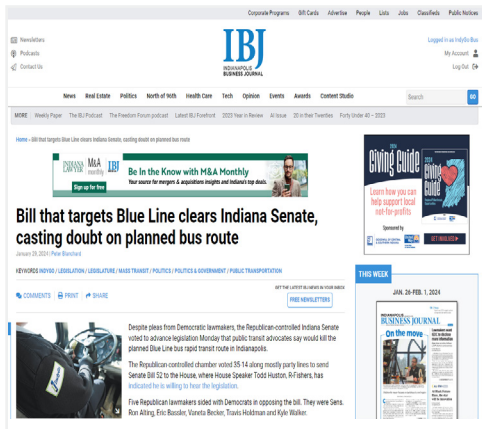 Corporate Programs Gift Cards Advertise People Lists Jobs Classifieds Public Notices
Newsletters
Podcasts
Contact Us
IBJ
INDIANAPOLIS
BUSINESS JOURNAL
Logged in as IndyGo Bus
My Account
Log Out
News Real Estate Politics North of 96th Health Care Tech Opinion Events Awards Content Studio
Search
GO
MORE Weekly Paper The IBJ Podcast The Freedom Forum podcast Latest IBJ Forefront 2023 Year in Review AI Issue 20 in their Twenties Forty Under 40 – 2023
Home » Bill that targets Blue Line clears Indiana Senate, casting doubt on planned bus route
INDIANA
LAWYER
M&A
monthly
IBJ
Sign up for free
Be in the Know with M&A Monthly
Your source for mergers & acquisitions insights and Indiana's top deals.
Bill that targets Blue Line clears Indiana Senate,
casting doubt on planned bus route
January 29, 2024 | Peter Blanchard
KEYWORDS INDYGO / LEGISLATION / LEGISLATURE / MASS TRANSIT / POLITICS / POLITICS & GOVERNMENT / PUBLIC TRANSPORTATION
COMMENTS PRINT SHARE
GET THE LATEST IBJ NEWS IN YOUR INBOX
FREE NEWSLETTERS
Despite pleas from Democratic lawmakers, the Republican-controlled Indiana Senate
voted to advance legislation Monday that public transit advocates say would kill the
planned Blue Line bus rapid transit route in Indianapolis.
The Republican-controlled chamber voted 35-14 along mostly party lines to send
Senate Bill 52 to the House, where House Speaker Todd Huston, R-Fishers, has
indicated he is willing to hear the legislation.
Five Republican lawmakers sided with Democrats in opposing the bill. They were Sens.
Ron Alting, Eric Bassler, Vaneta Becker, Travis Holdman and Kyle Walker.
2024
Giving Guide
Learn how you can
help support local
not-for-profits
Sponsored by
GET INVOLVED
THIS WEEK
JAN. 26-FEB. 1, 2024
INDIANAPOLIS
BUSINESS JOURNAL
On the move